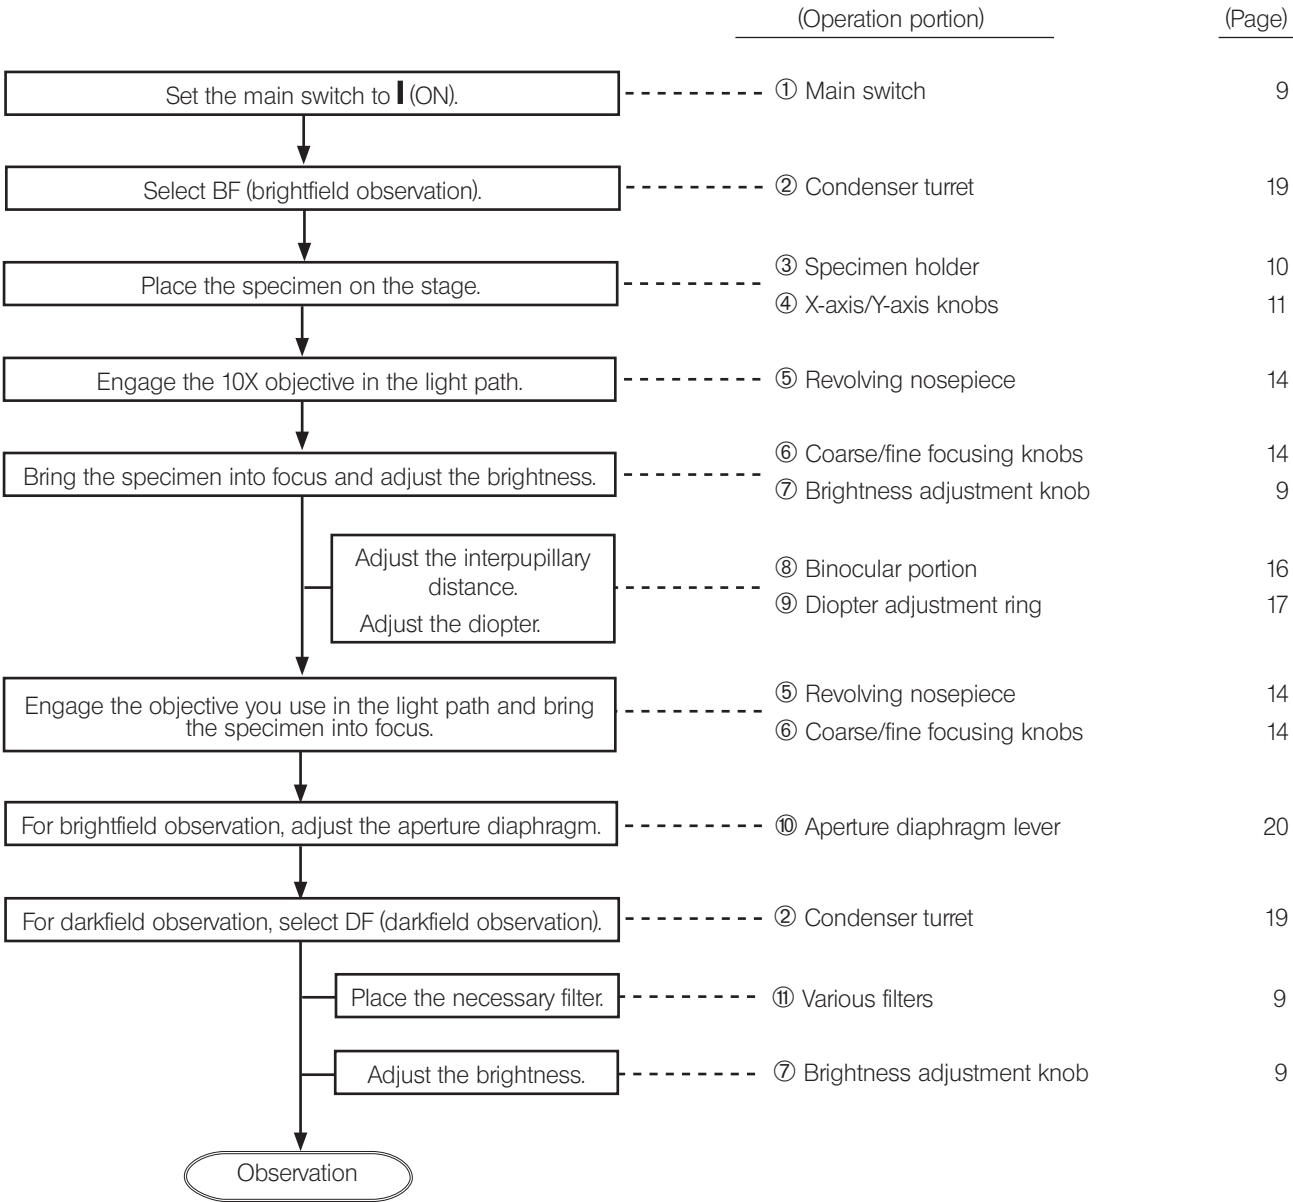 (Operation portion) (Page)
Set the main switch to I (ON). ① Main switch 9
Select BF (brightfield observation). ② Condenser turret 19
Place the specimen on the stage. ③ Specimen holder 10
④ X-axis/Y-axis knobs 11
Engage the 10X objective in the light path. ⑤ Revolving nosepiece 14
Bring the specimen into focus and adjust the brightness. ⑥ Coarse/fine focusing knobs 14
⑦ Brightness adjustment knob 9
Adjust the interpupillary
distance. ⑧ Binocular portion 16
Adjust the diopter. ⑨ Diopter adjustment ring 17
Engage the objective you use in the light path and bring
the specimen into focus. ⑤ Revolving nosepiece 14
⑥ Coarse/fine focusing knobs 14
For brightfield observation, adjust the aperture diaphragm. ⑩ Aperture diaphragm lever 20
For darkfield observation, select DF (darkfield observation). ② Condenser turret 19
Place the necessary filter. ⑪ Various filters 9
Adjust the brightness. ⑦ Brightness adjustment knob 9
Observation